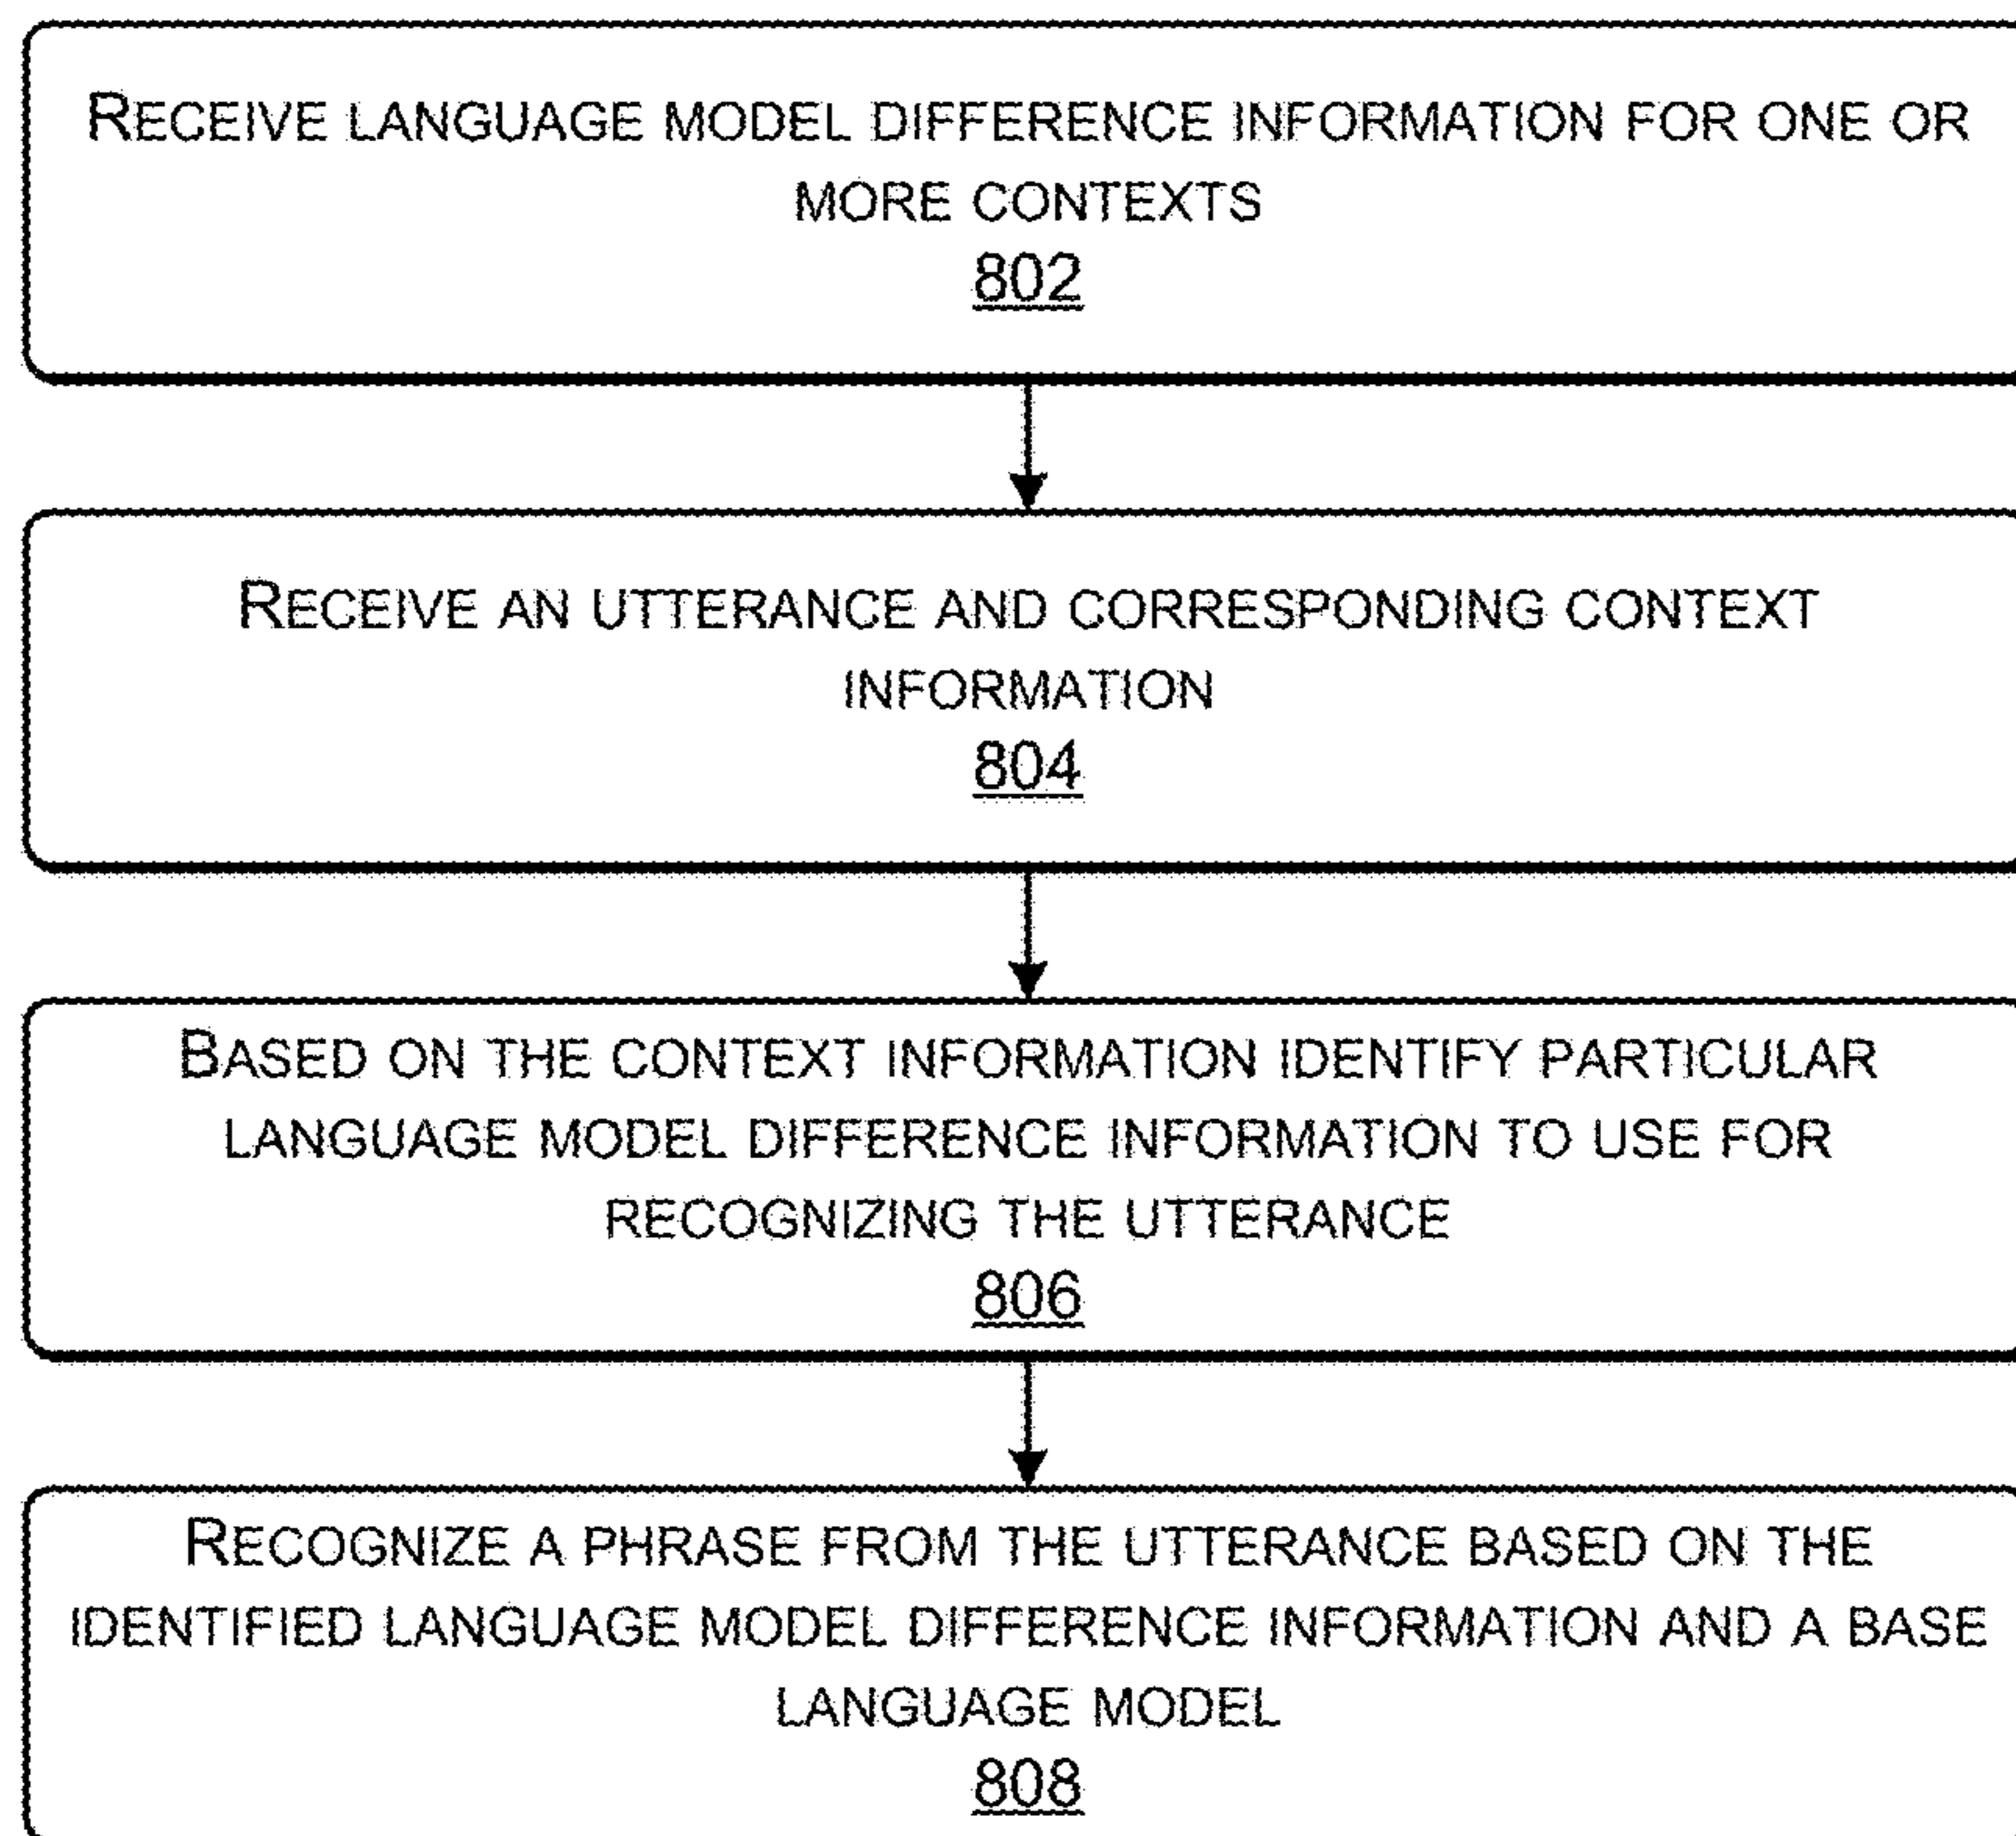 RECEIVE LANGUAGE MODEL DIFFERENCE INFORMATION FOR ONE OR
MORE CONTEXTS
802
RECEIVE AN UTTERANCE AND CORRESPONDING CONTEXT
INFORMATION
804
BASED ON THE CONTEXT INFORMATION IDENTIFY PARTICULAR
LANGUAGE MODEL DIFFERENCE INFORMATION TO USE FOR
RECOGNIZING THE UTTERANCE
806
RECOGNIZE A PHRASE FROM THE UTTERANCE BASED ON THE
IDENTIFIED LANGUAGE MODEL DIFFERENCE INFORMATION AND A BASE
LANGUAGE MODEL
808